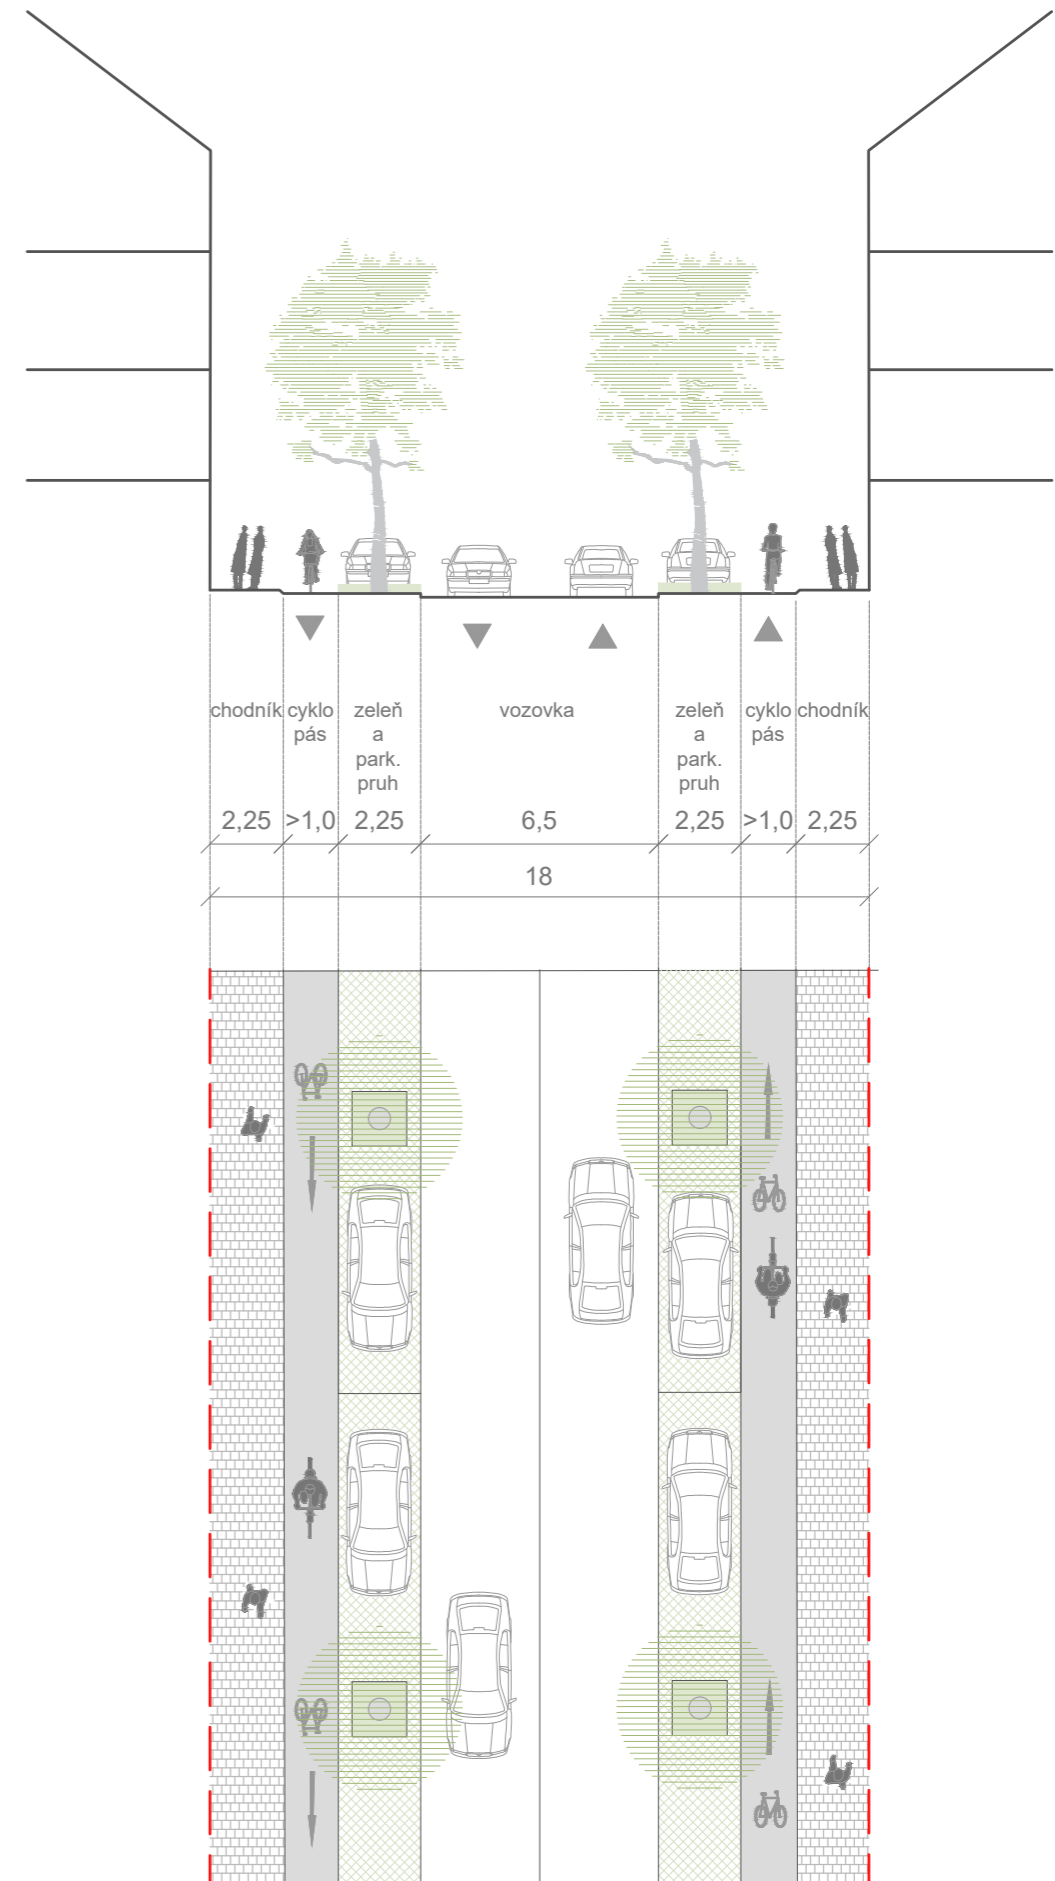 chodník
cyklo
pás
zeleň
a
park.
pruh
vozovka
zeleň
a
park.
pruh
cyklo
pás
chodník
2,25 >1,0 2,25 6,5 2,25 >1,0 2,25
18